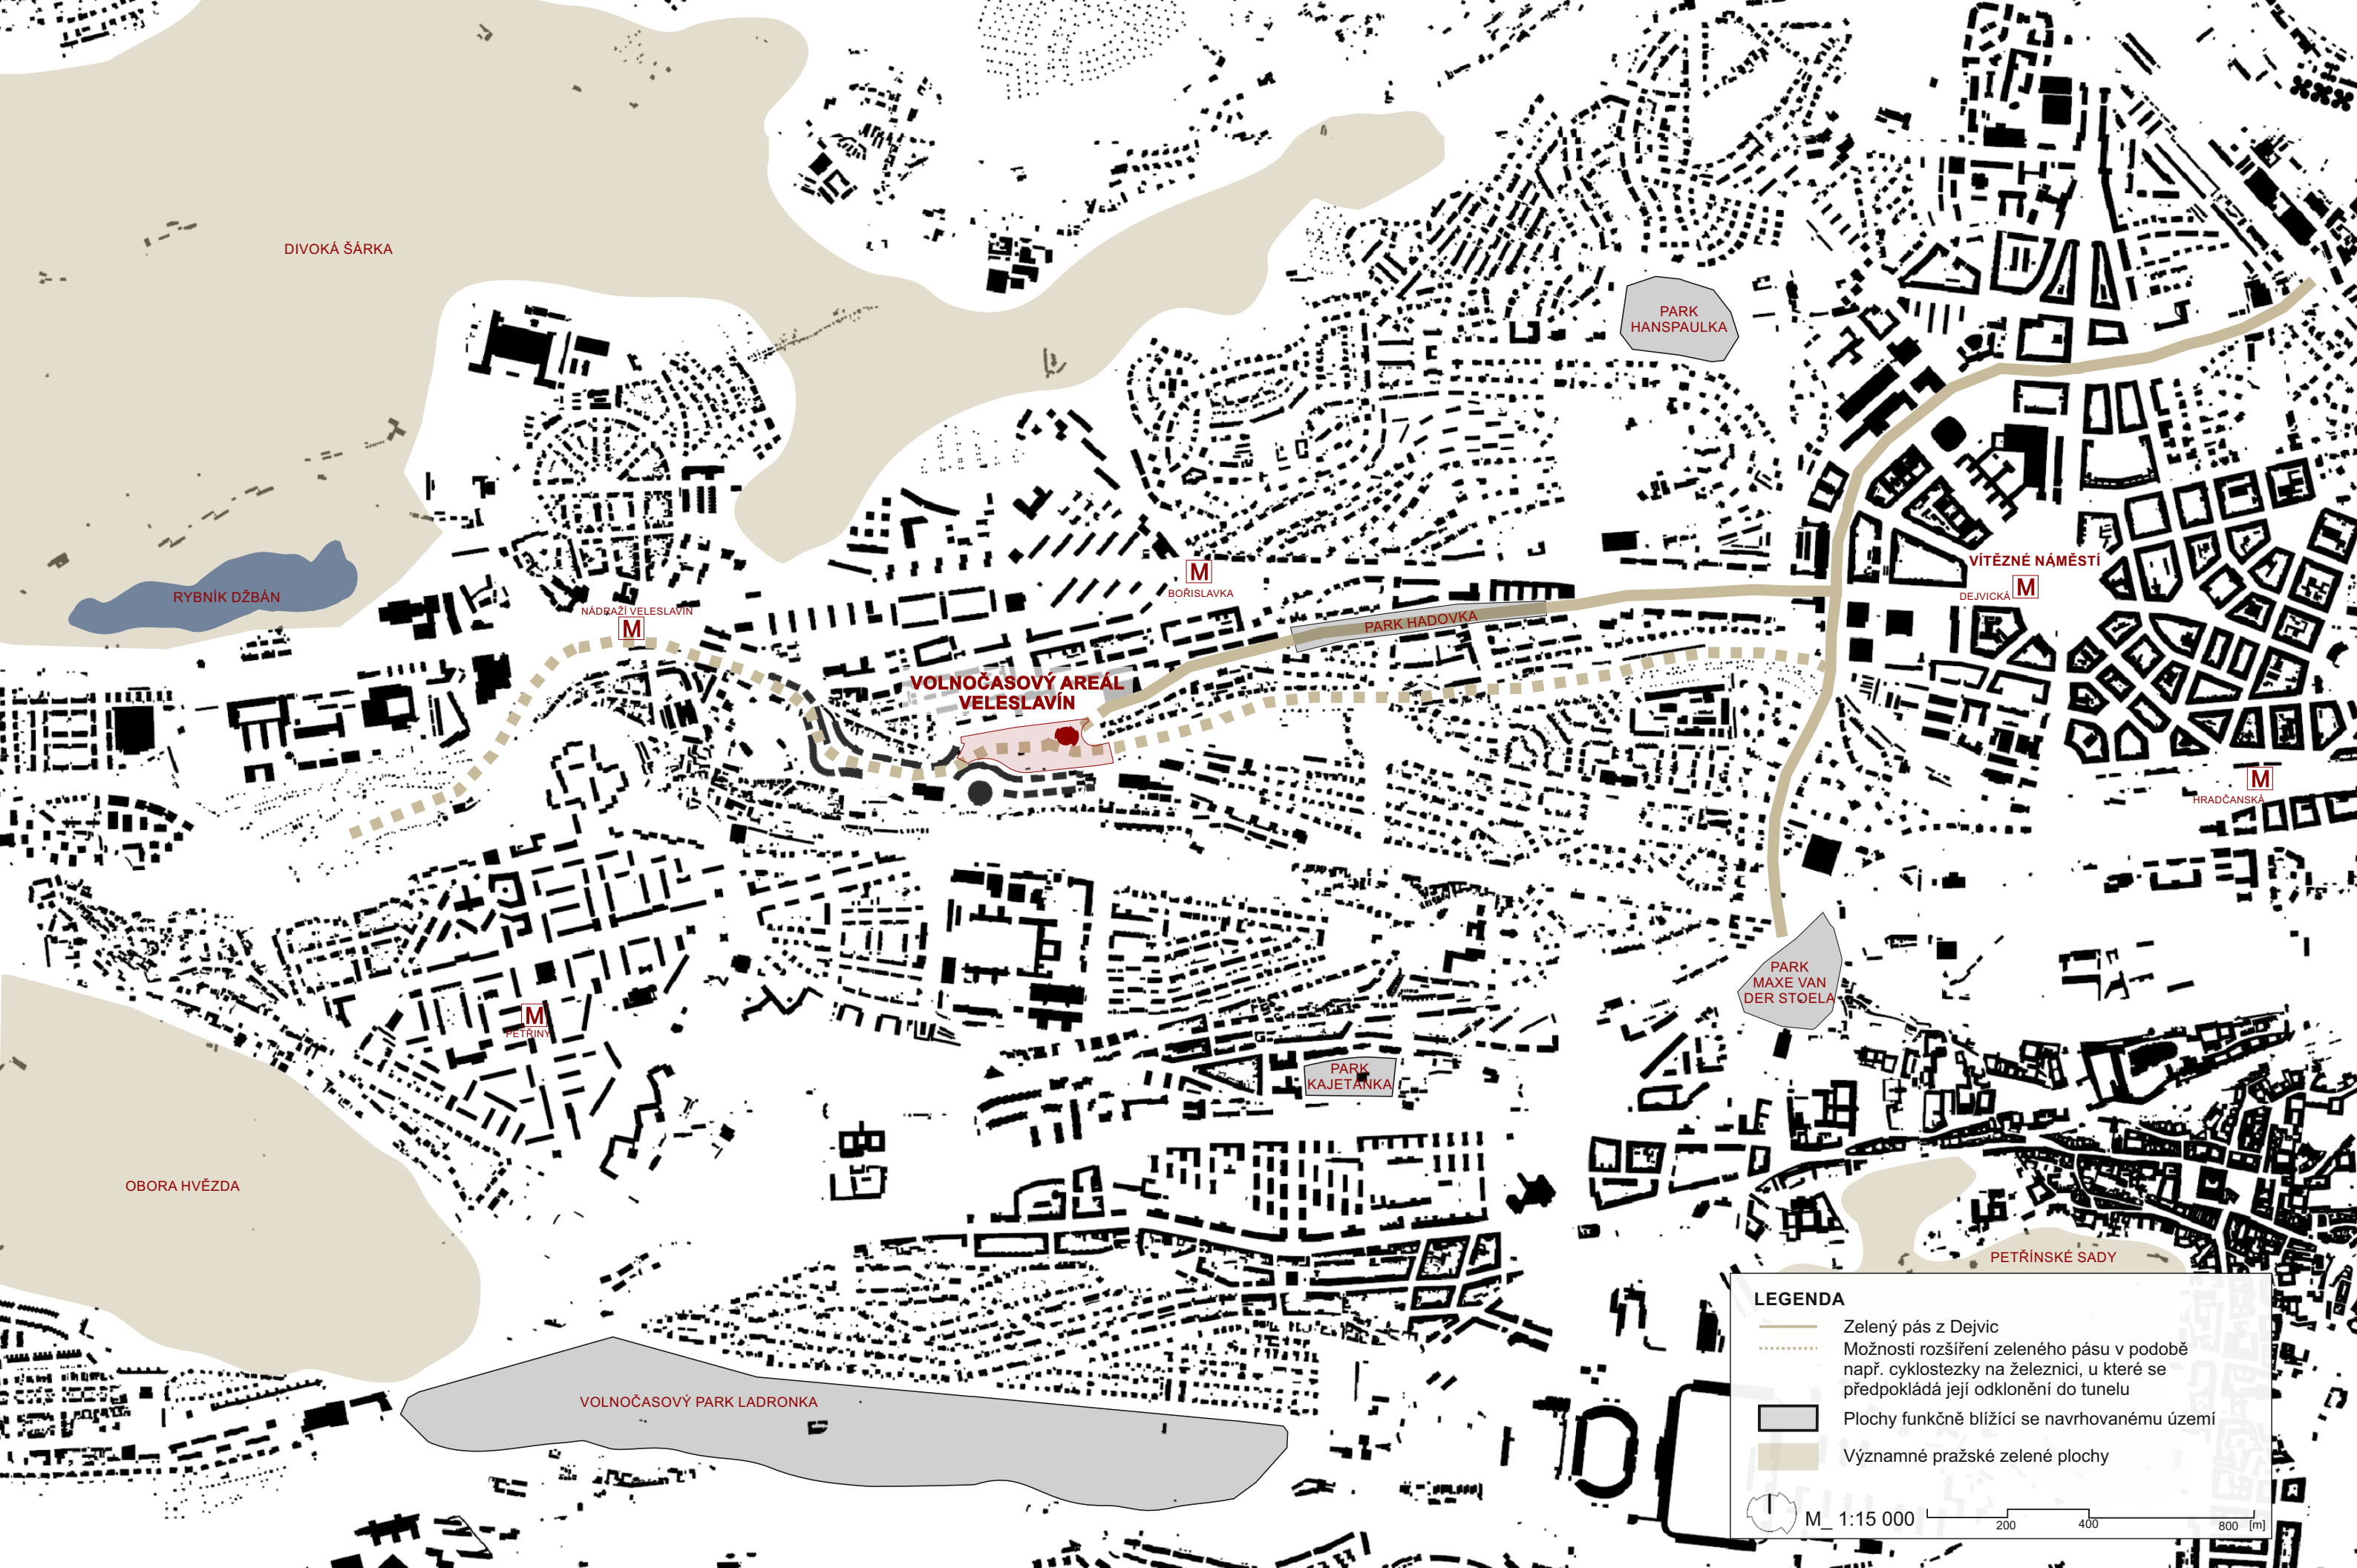 DIVOKÁ ŠÁRKA
PARK
HANSPAULKA
RYBNÍK DŽBÁN
NÁDRAŽÍ VELESLAVÍN
M
M
BOŘISLAVKA
PARK HADOVKA
VÍTĚZNÉ NÁMĚSTÍ
DEJVICKÁ M
VOLNOČASOVÝ AREÁL
VELESLAVÍN
M
HRADČANSKÁ
PARK
MAXE VAN
DER STOELA
M
PETŘINY
PARK
KAJETÁNKA
OBORA HVĚZDA
PETŘÍNSKÉ SADY
VOLNOČASOVÝ PARK LADRONKA
LEGENDA
Zelený pás z Dejvic
Možnosti rozšíření zeleného pásu v podobě
např. cyklostezky na železnici, u které se
předpokládá její odklonění do tunelu
Plochy funkčně blížící se navrhovanému území
Významné pražské zelené plochy
M_ 1:15 000
200 400 800 [m]